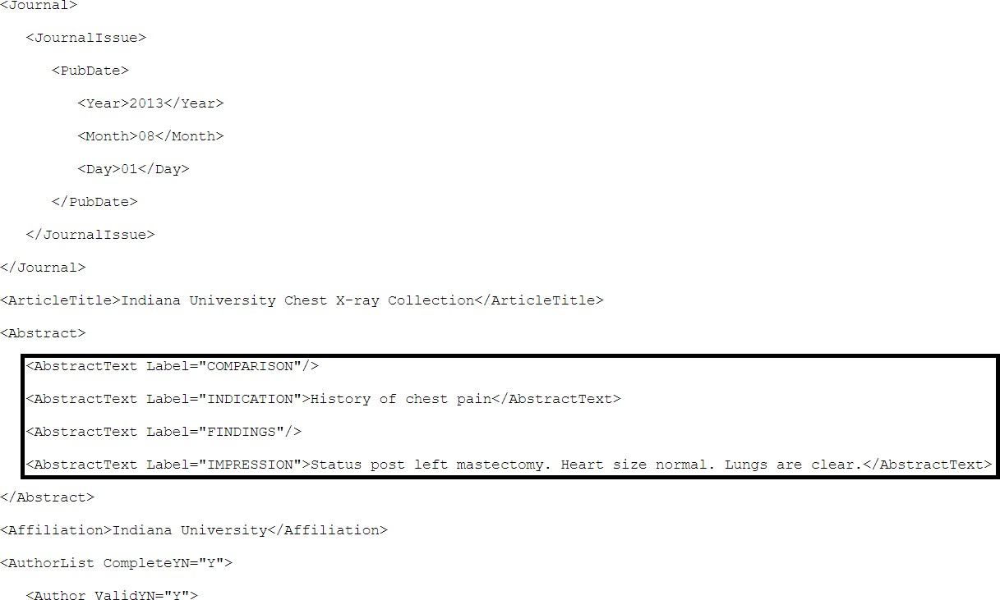 <Journal>
<JournalIssue>
<PubDate>
<Year>2013</Year>
<Month>08</Month>
<Day>01</Day>
</PubDate>
</JournalIssue>
</Journal>
<ArticleTitle>Indiana University Chest X-ray Collection</ArticleTitle>
<Abstract>
<AbstractText Label="COMPARISON"/>
<AbstractText Label="INDICATION">History of chest pain</AbstractText>
<AbstractText Label="FINDINGS"/>
<AbstractText Label="IMPRESSION">Status post left mastectomy. Heart size normal. Lungs are clear.</AbstractText>
</Abstract>
<Affiliation>Indiana University</Affiliation>
<AuthorList CompleteYN="Y">
<Author ValidYN="Y">